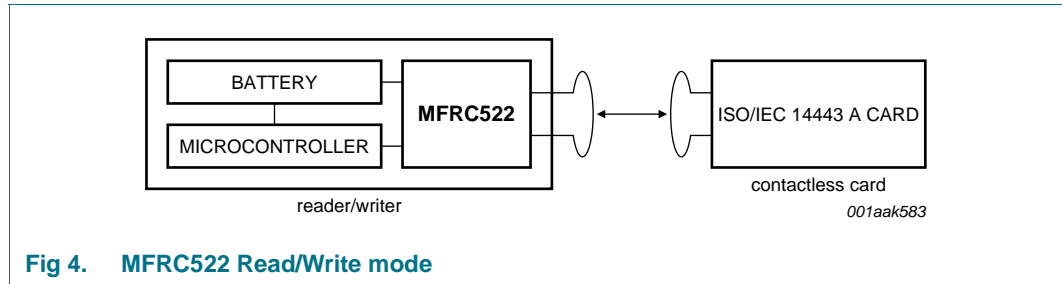 BATTERY
MICROCONTROLLER
MFRC522
ISO/IEC 14443 A CARD
reader/writer
contactless card
001aak583
Fig 4. MFRC522 Read/Write mode